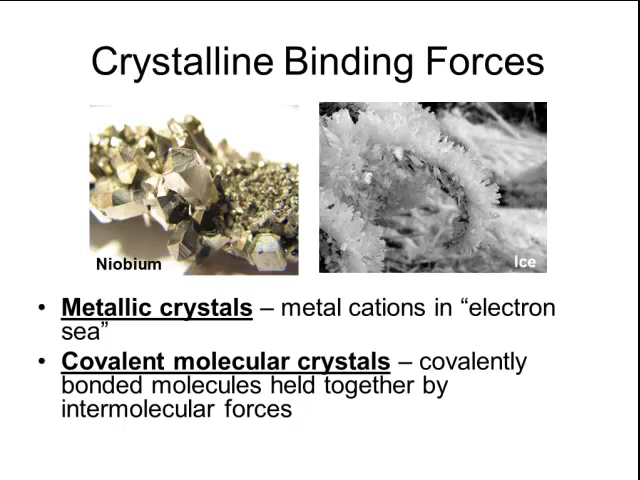 Crystalline Binding Forces
Niobium
Ice
• Metallic crystals – metal cations in “electron
sea”
• Covalent molecular crystals – covalently
bonded molecules held together by
intermolecular forces